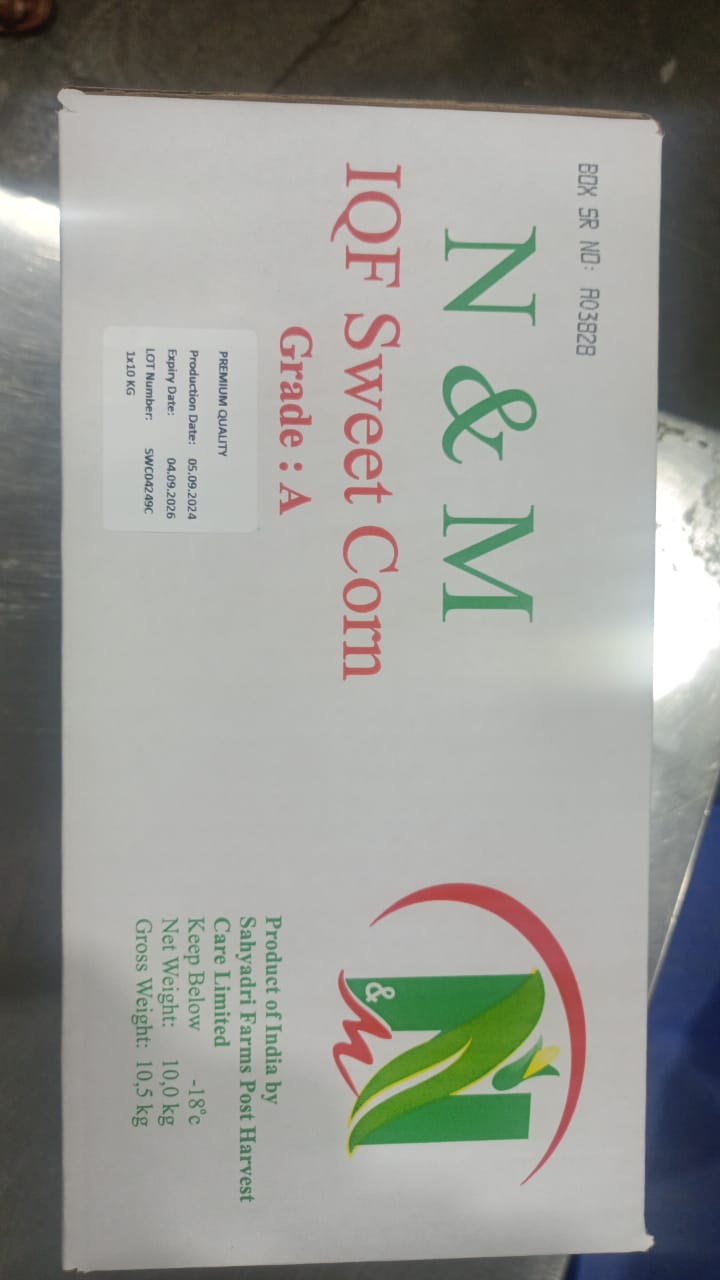 BOX SR NO: A03828
N & M
IQF Sweet Corn
Grade : A
PREMIUM QUALITY
Production Date: 05.09.2024
Expiry Date: 04.09.2026
LOT Number: SWC04249C
1x10 KG
N
&
m
Product of India by
Sahyadri Farms Post Harvest
Care Limited
Keep Below -18°c
Net Weight: 10,0 kg
Gross Weight: 10,5 kg